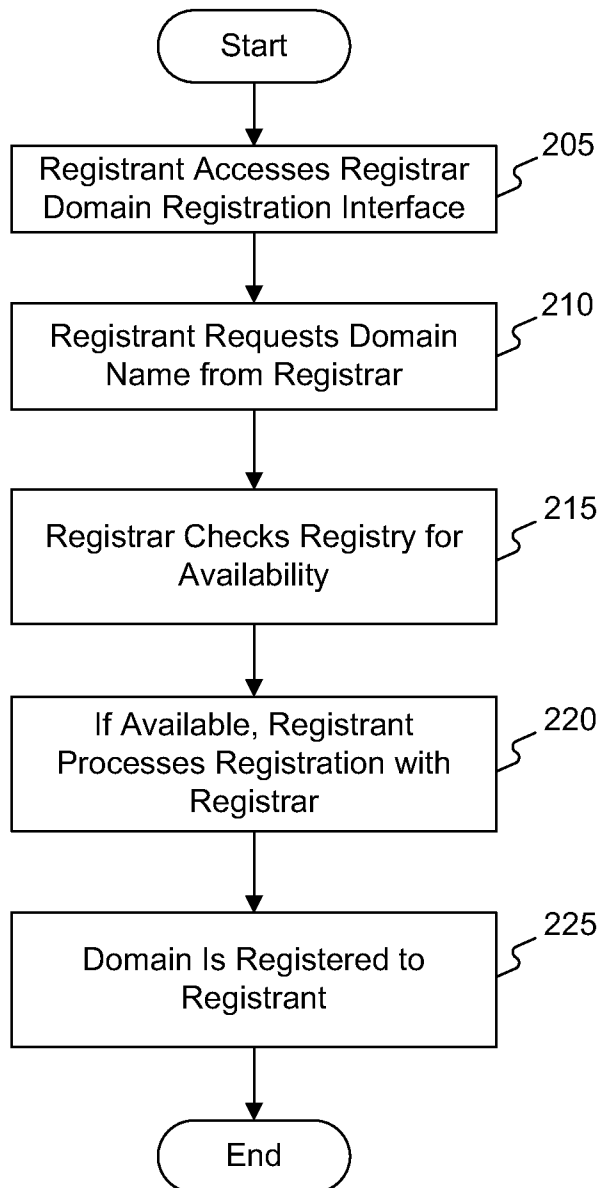 Start
205
Registrant Accesses Registrar
Domain Registration Interface
210
Registrant Requests Domain
Name from Registrar
215
Registrar Checks Registry for
Availability
220
If Available, Registrant
Processes Registration with
Registrar
225
Domain Is Registered to
Registrant
End